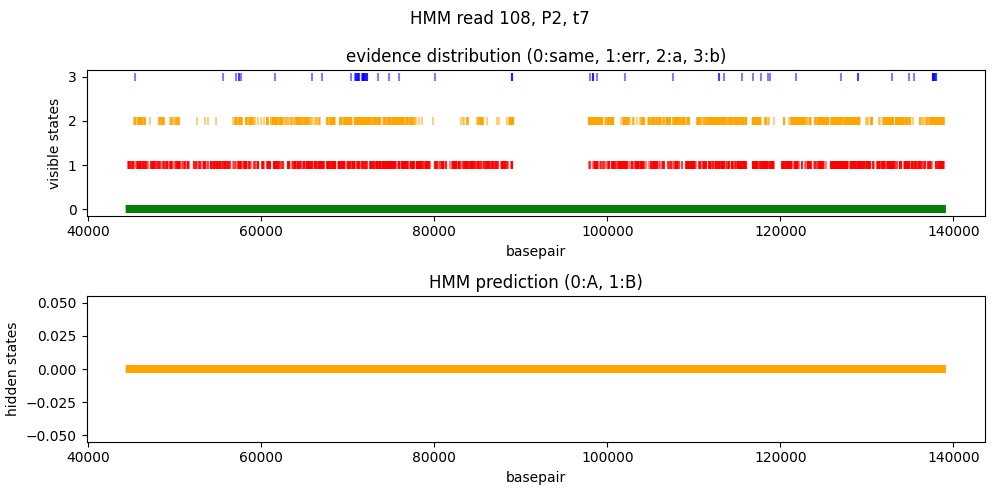 HMM read 108, P2, t7
evidence distribution (0:same, 1:err, 2:a, 3:b)
visible states
3
2
1
0
40000 60000 80000 100000 120000 140000
basepair
HMM prediction (0:A, 1:B)
hidden states
0.050
0.025
0.000
−0.025
−0.050
40000 60000 80000 100000 120000 140000
basepair